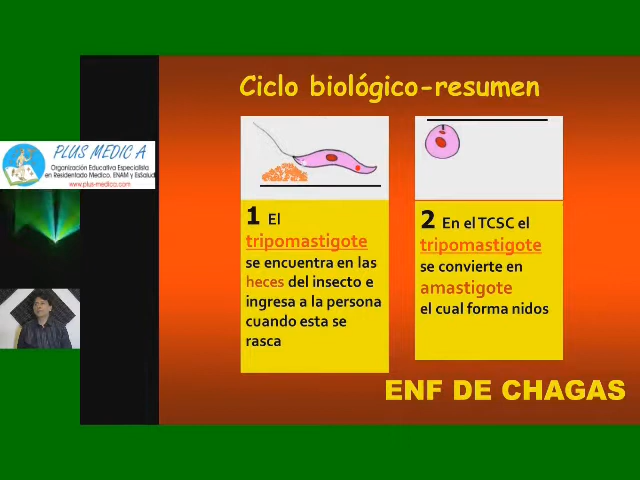 Ciclo biológico-resumen
PLUS MEDIC A
Organización Educativa Especialista
en Residentado Medico, ENAM y EsSalud
www.plus-medica.com
1 El
tripomastigote
se encuentra en las
heces del insecto e
ingresa a la persona
cuando esta se
rasca
2 En el TCSC el
tripomastigote
se convierte en
amastigote
el cual forma nidos
ENF DE CHAGAS